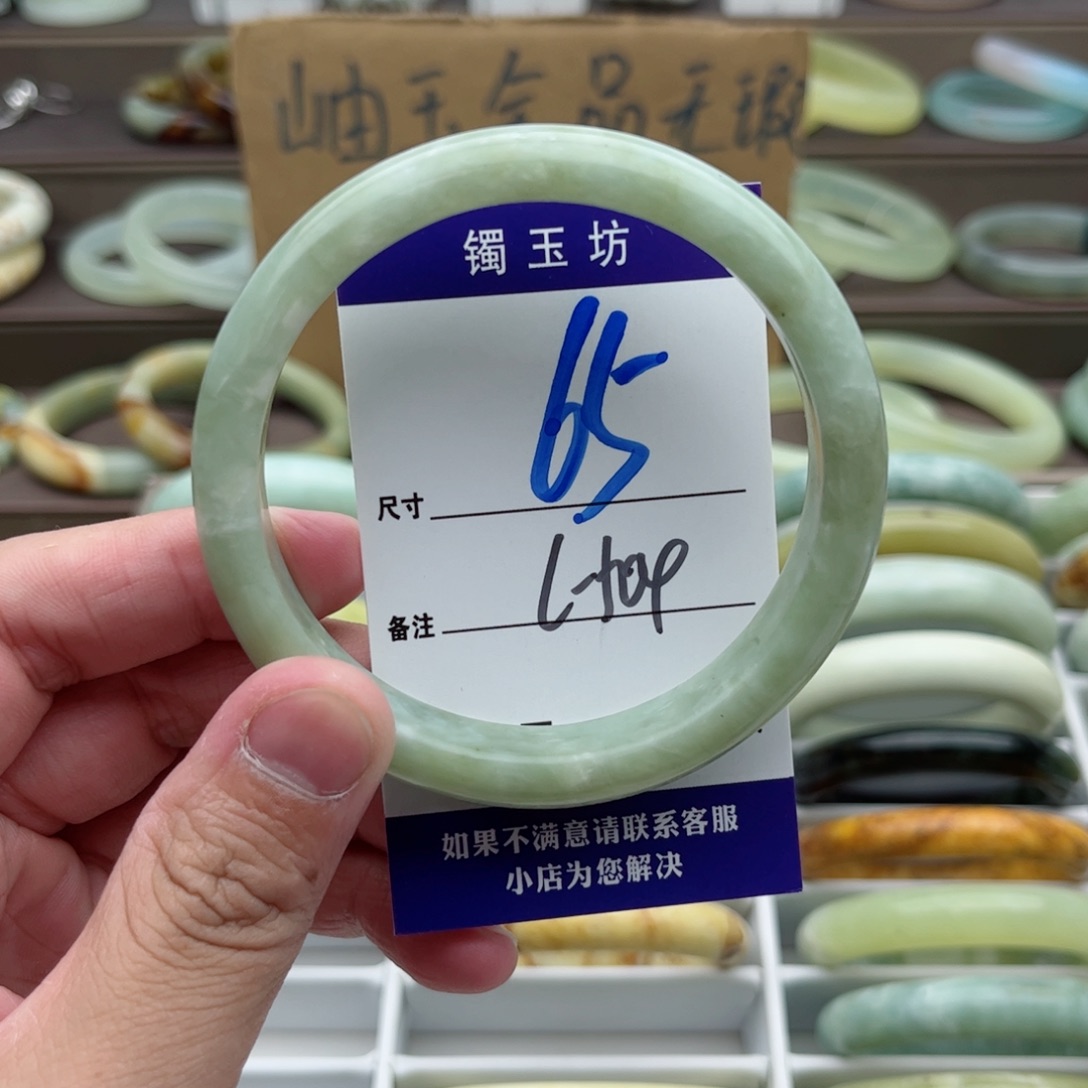 岫玉全品无瑕
镯玉坊
65
尺寸
L-top
备注
如果不满意请联系客服
小店为您解决